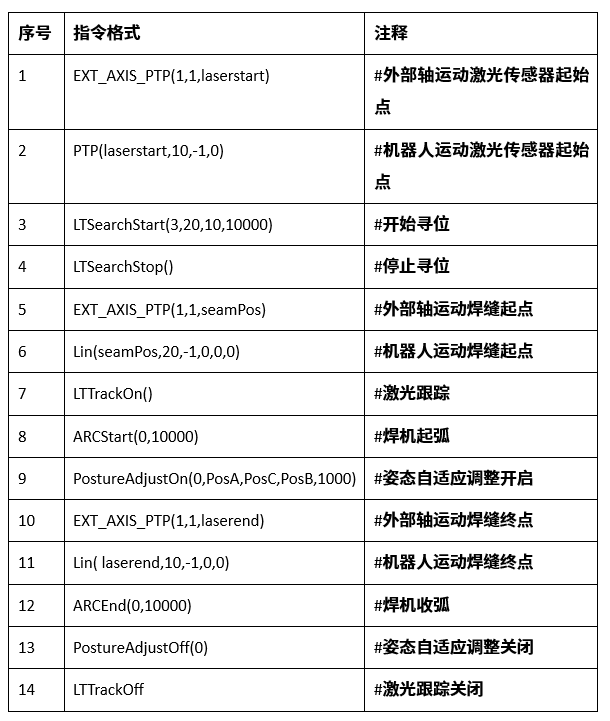 序号 指令格式 注释
1 EXT_AXIS_PTP(1,1,laserstart) #外部轴运动激光传感器起始
点
2 PTP(laserstart,10,-1,0) #机器人运动激光传感器起始
点
3 LTSearchStart(3,20,10,10000) #开始寻位
4 LTSearchStop() #停止寻位
5 EXT_AXIS_PTP(1,1,seamPos) #外部轴运动焊缝起点
6 Lin(seamPos,20,-1,0,0,0) #机器人运动焊缝起点
7 LTTrackOn() #激光跟踪
8 ARCStart(0,10000) #焊机起弧
9 PostureAdjustOn(0,PosA,PosC,PosB,1000) #姿态自适应调整开启
10 EXT_AXIS_PTP(1,1,laserend) #外部轴运动焊缝终点
11 Lin( laserend,10,-1,0,0) #机器人运动焊缝终点
12 ARCEnd(0,10000) #焊机收弧
13 PostureAdjustOff(0) #姿态自适应调整关闭
14 LTTrackOff #激光跟踪关闭